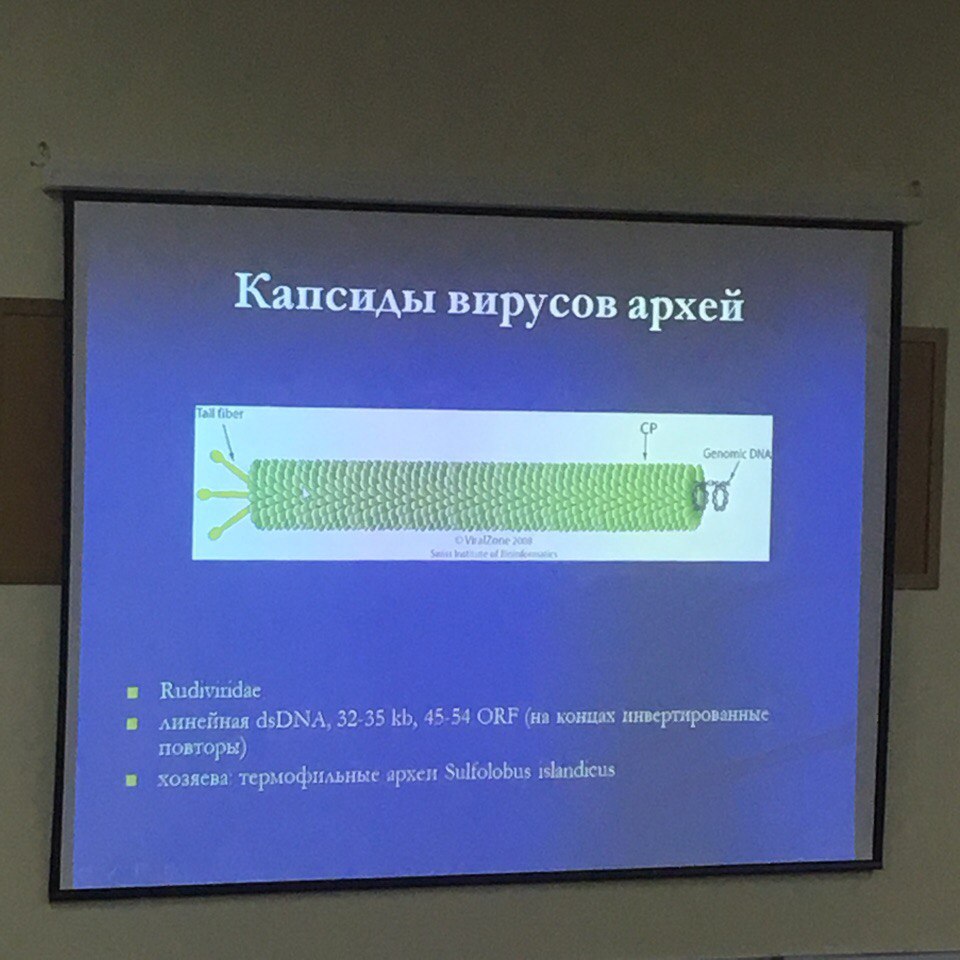 Капсиды вирусов архей
Tail fiber
CP
Genomic DNA
© ViralZone 2008
Swiss Institute of Bioinformatics
Rudiviridae
линейная dsDNA, 32-35 kb, 45-54 ORF (на концах инвертированные
повторы)
хозяева: термофильные археи Sulfolobus islandicus